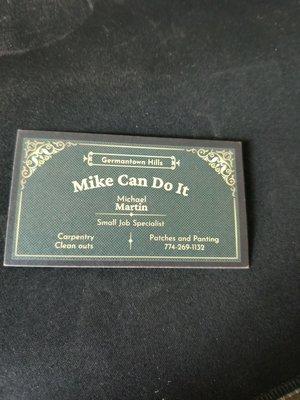 Germantown Hills
Mike Can Do It
Michael
Martin
Small Job Specialist
Carpentry
Clean outs
Patches and Panting
774-269-1132